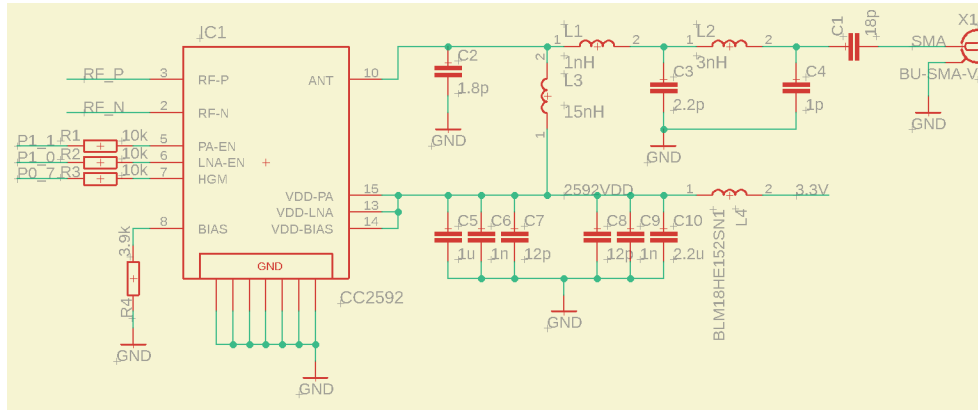 IC1
RF_P
3
RF-P
ANT
10
RF_N
2
RF-N
P1_1
R1
10k
5
PA-EN
P1_0
R2
10k
6
LNA-EN
P0_7
R3
10k
7
HGM
VDD-PA
15
VDD-LNA
13
VDD-BIAS
14
8
BIAS
3.9k
R4
GND
GND
CC2592
GND
C2
1.8p
GND
L1
1
2
1nH
2
L3
15nH
1
L2
1
2
3nH
C3
2.2p
C4
1p
GND
C1
18p
SMA
X1
BU-SMA-V
GND
2592VDD
1
2
3.3V
L4
BLM18HE152SN1
C5
1u
C6
1n
C7
12p
C8
12p
C9
1n
C10
2.2u
GND